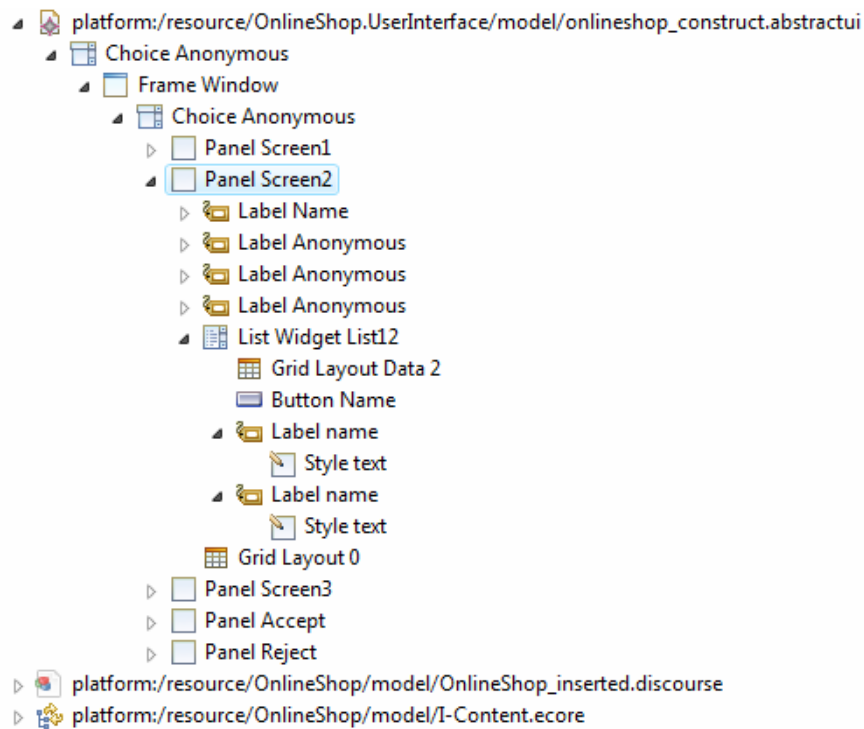 platform:/resource/OnlineShop.UserInterface/model/onlineshop_construct.abstractui
Choice Anonymous
Frame Window
Choice Anonymous
Panel Screen1
Panel Screen2
Label Name
Label Anonymous
Label Anonymous
Label Anonymous
List Widget List12
Grid Layout Data 2
Button Name
Label name
Style text
Label name
Style text
Grid Layout 0
Panel Screen3
Panel Accept
Panel Reject
platform:/resource/OnlineShop/model/OnlineShop_inserted.discourse
platform:/resource/OnlineShop/model/I-Content.ecore